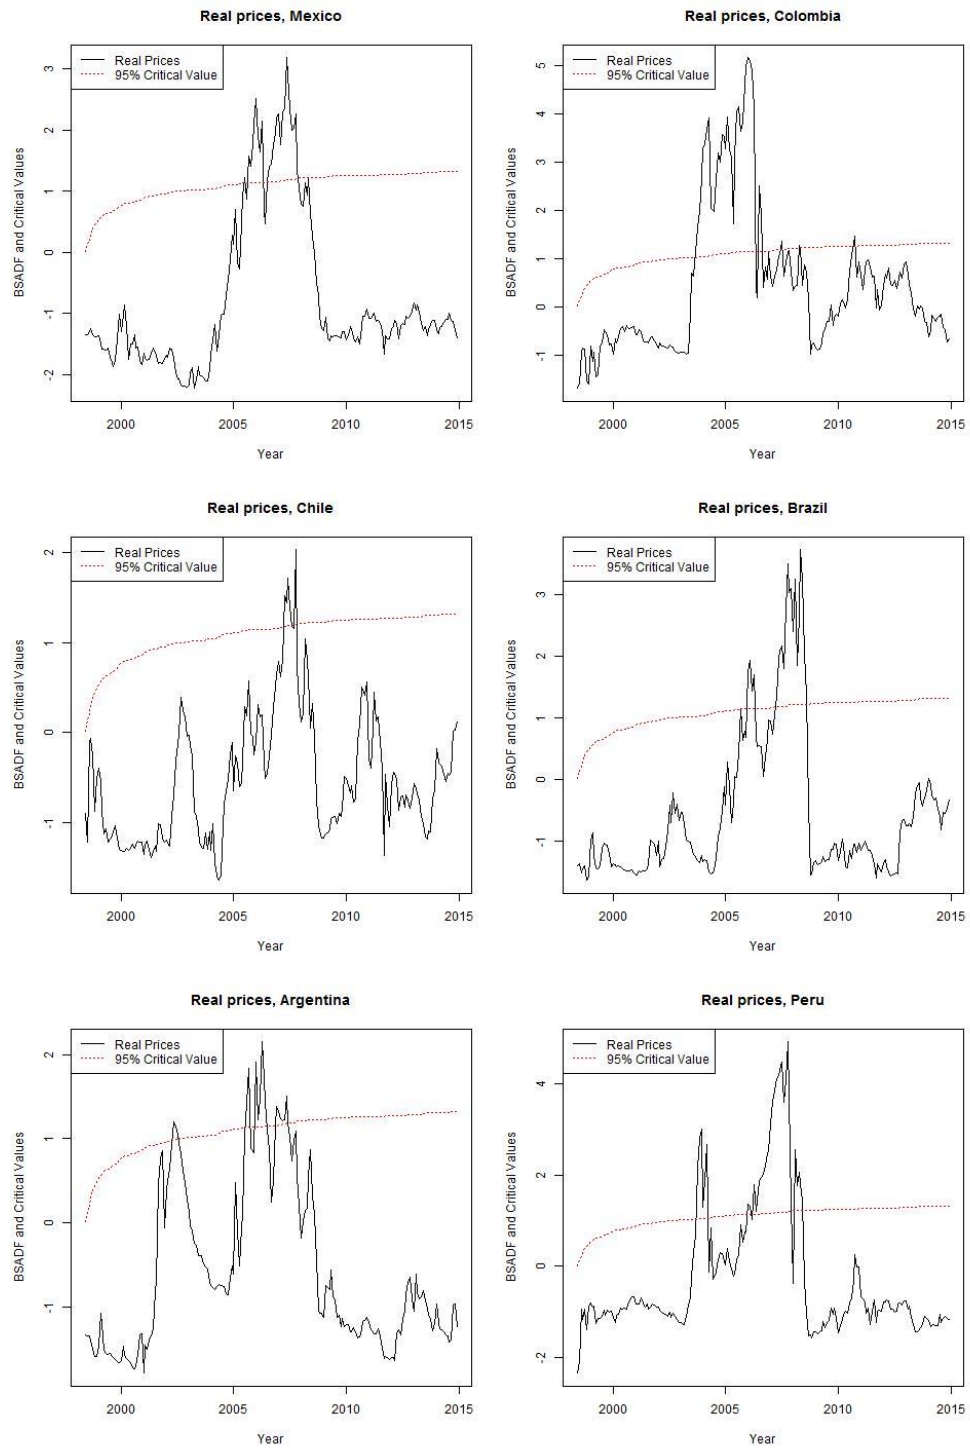 Real prices, Mexico
Real Prices
95% Critical Value
BSADF and Critical Values
3
2
1
0
-1
-2
2000 2005 2010 2015
Year
Real prices, Colombia
Real Prices
95% Critical Value
BSADF and Critical Values
5
4
3
2
1
0
-1
2000 2005 2010 2015
Year
Real prices, Chile
Real Prices
95% Critical Value
BSADF and Critical Values
2
1
0
-1
2000 2005 2010 2015
Year
Real prices, Brazil
Real Prices
95% Critical Value
BSADF and Critical Values
3
2
1
0
-1
2000 2005 2010 2015
Year
Real prices, Argentina
Real Prices
95% Critical Value
BSADF and Critical Values
2
1
0
-1
2000 2005 2010 2015
Year
Real prices, Peru
Real Prices
95% Critical Value
BSADF and Critical Values
4
2
0
-2
2000 2005 2010 2015
Year